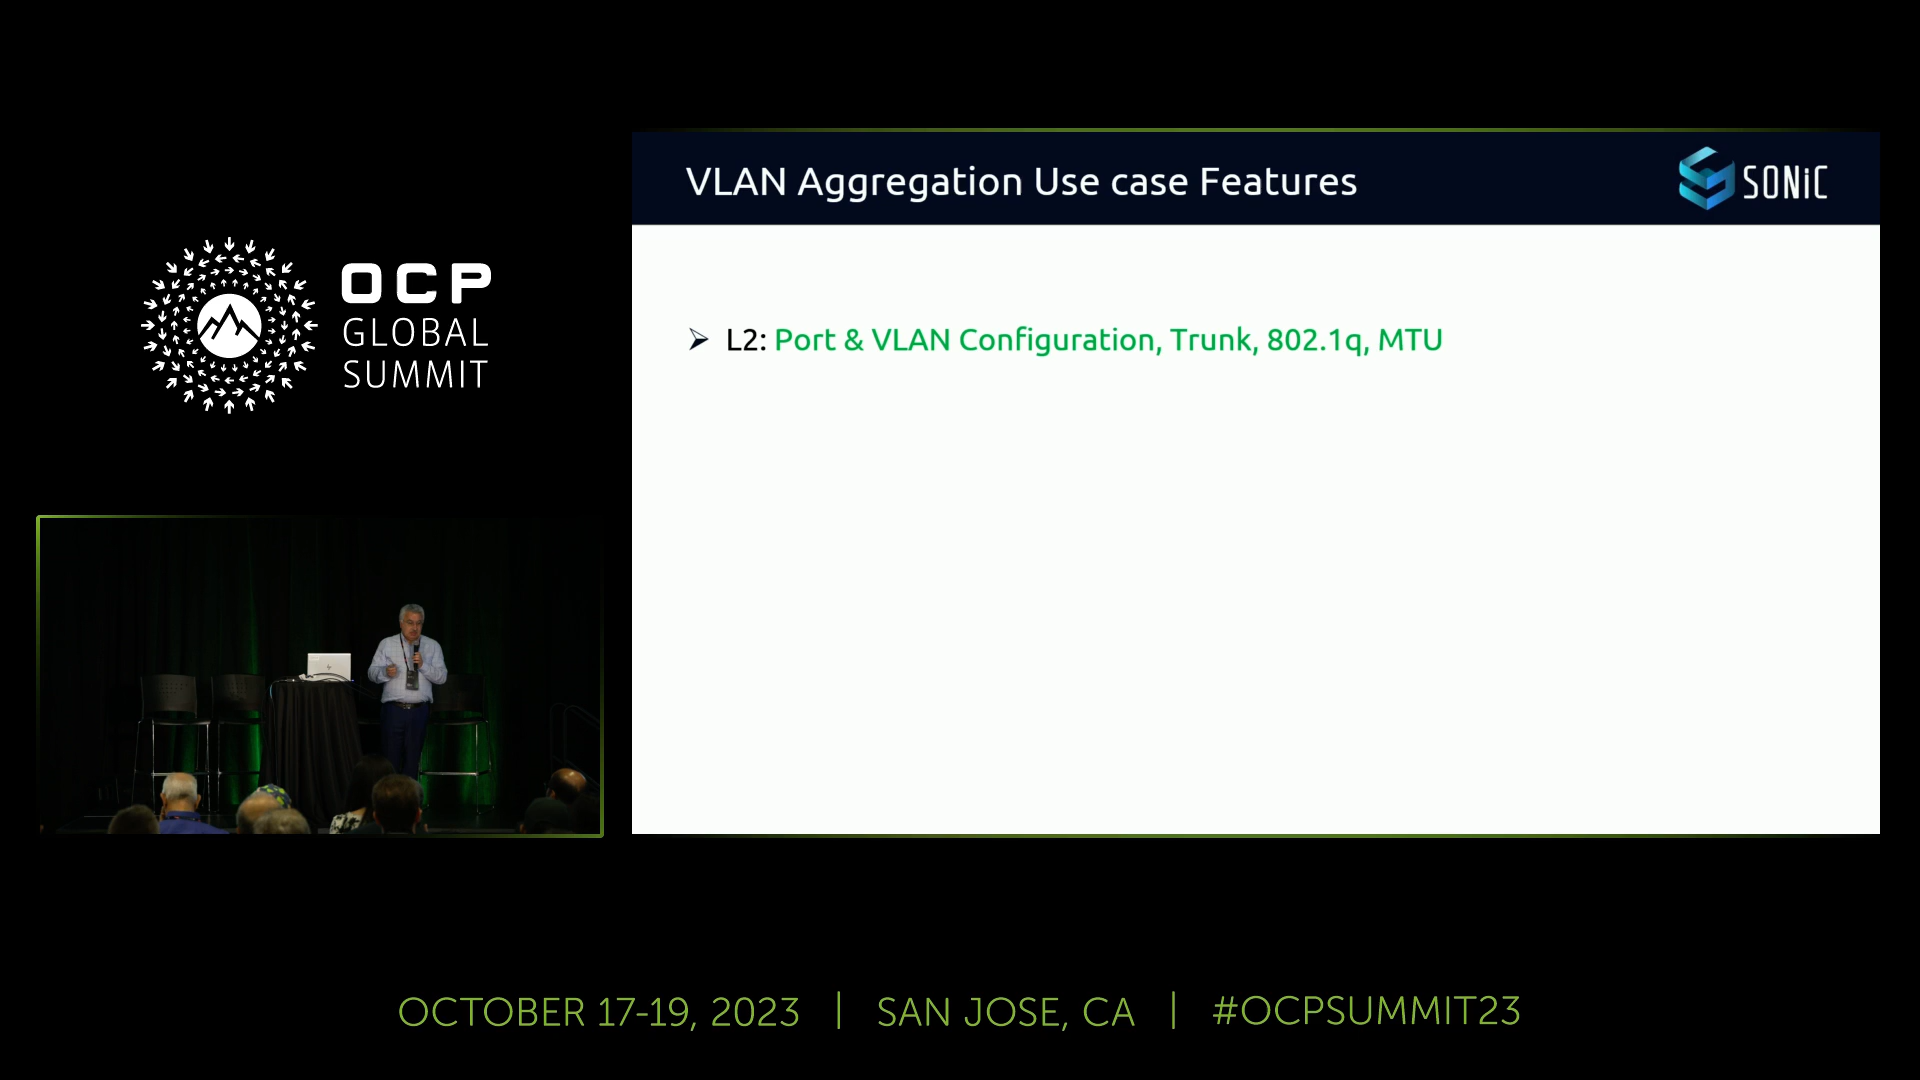 OCP
GLOBAL
SUMMIT
VLAN Aggregation Use case Features
SONiC
➢ L2: Port & VLAN Configuration, Trunk, 802.1q, MTU
OCTOBER 17-19, 2023 | SAN JOSE, CA | #OCPSUMMIT23